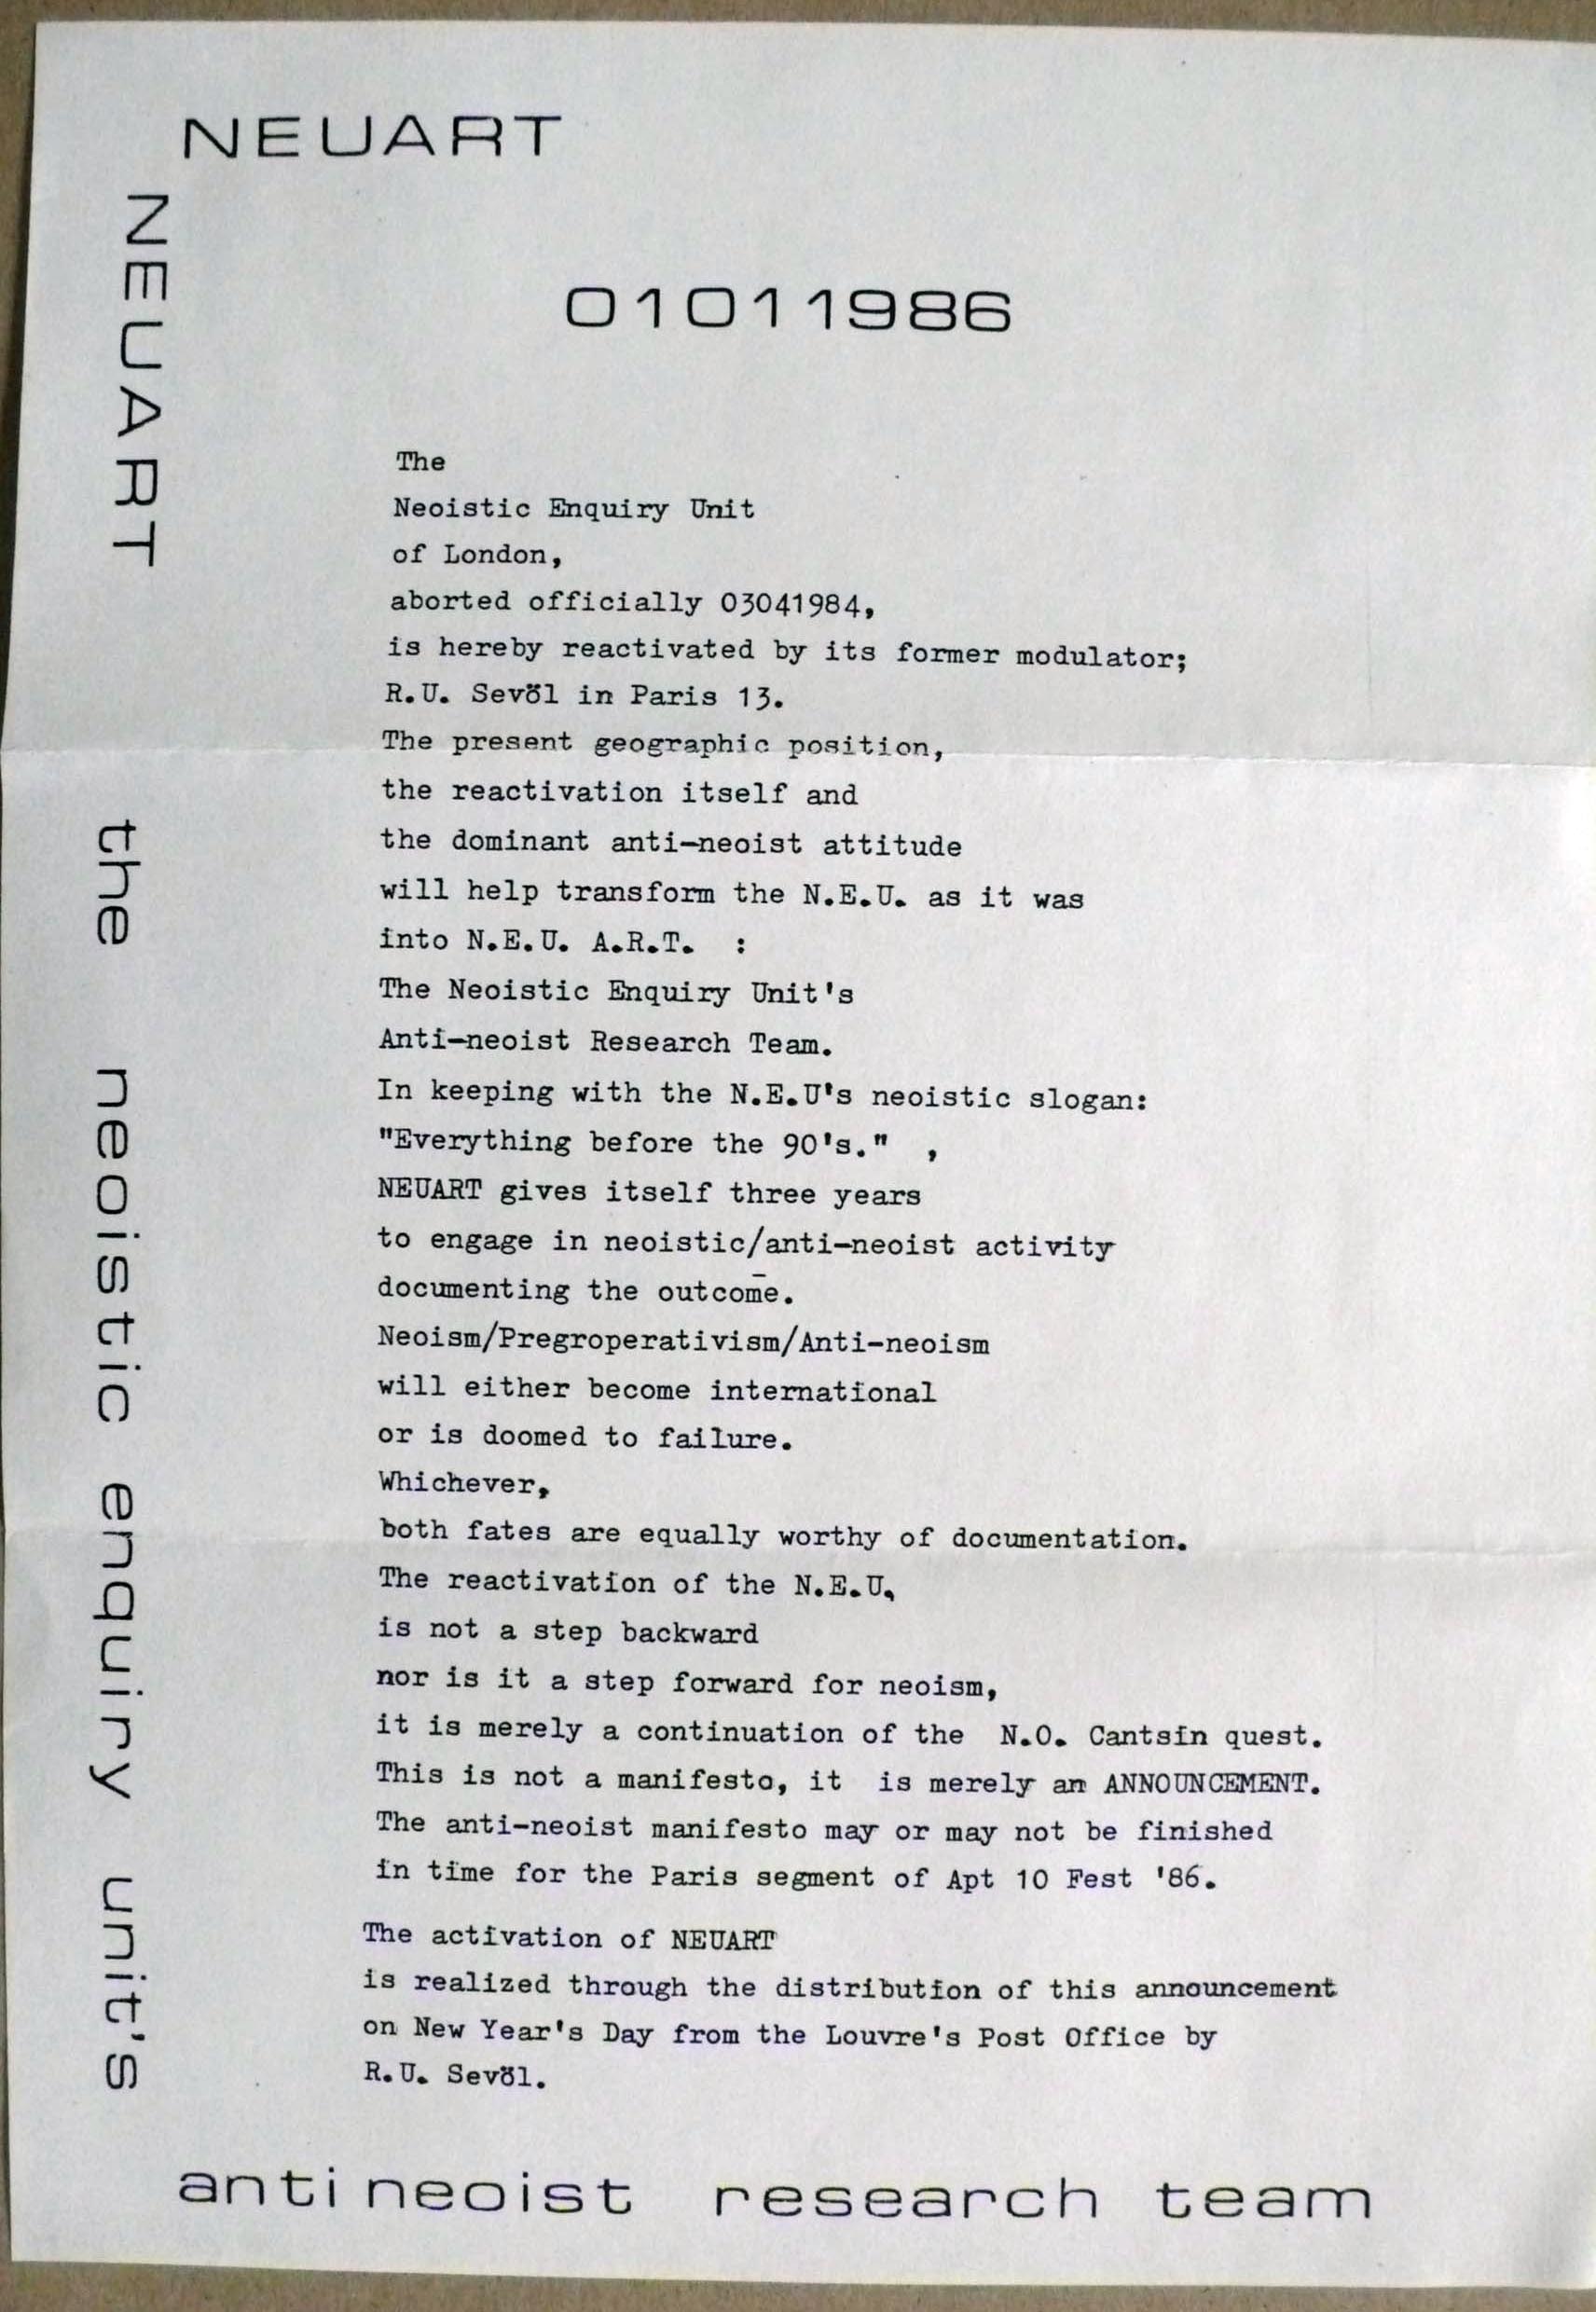 NEUART
NEUART
01011986
The
Neoistic Enquiry Unit
of London,
aborted officially 03041984,
is hereby reactivated by its former modulator;
R.U. Sevöl in Paris 13.
The present geographic position,
the reactivation itself and
the dominant anti-neoist attitude
will help transform the N.E.U. as it was
into N.E.U. A.R.T.  :
The Neoistic Enquiry Unit's
Anti-neoist Research Team.
In keeping with the N.E.U's neoistic slogan:
"Everything before the 90's."  ,
NEUART gives itself three years
to engage in neoistic/anti-neoist activity
documenting the outcome.
Neoism/Pregroperativism/Anti-neoism
will either become international
or is doomed to failure.
Whichever,
both fates are equally worthy of documentation.
The reactivation of the N.E.U,
is not a step backward
nor is it a step forward for neoism,
it is merely a continuation of the  N.O. Cantsin quest.
This is not a manifesto, it  is merely an ANNOUNCEMENT.
The anti-neoist manifesto may or may not be finished
in time for the Paris segment of Apt 10 Fest '86.
The activation of NEUART
is realized through the distribution of this announcement
on New Year's Day from the Louvre's Post Office by
R.U. Sevöl.
the neoistic enquiry unit's
anti neoist research team